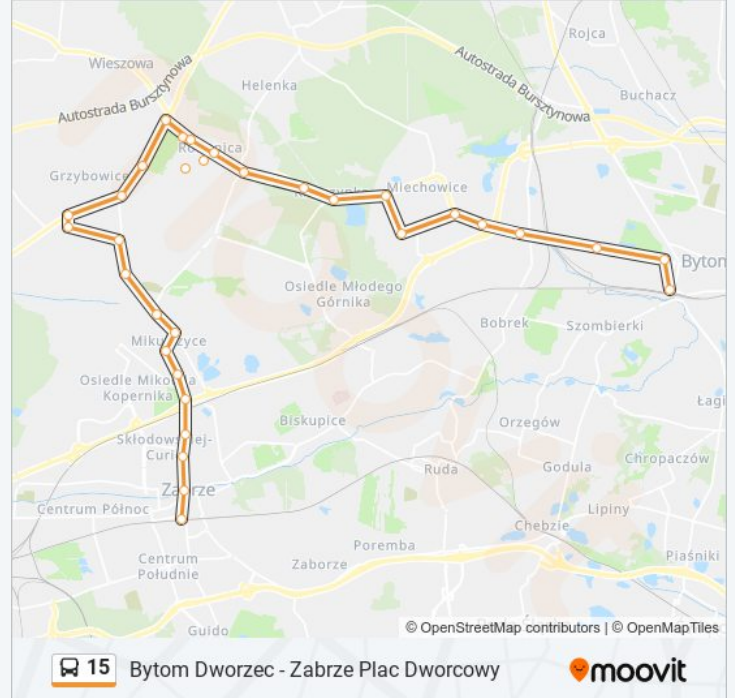 Rojca
Wieszowa
Autostrada Bursztynowa
Helenka
Autostrada Bursztynowa
Buchacz
Grzybowice
Miechowice
Bytom
Osiedle Młodego
Górnika
Bobrek
Szombierki
Osiedle
Kopernika
Łagi
Biskupice
Orzegów
Curi
Ruda
Godula
Chropaczów
Zabrze
Centrum Północ
Lipiny
Chebzie
Poremba
Piaśniki
Centrum
Południe
Zaborze
Guido
© OpenStreetMap contributors | © OpenMapTiles
15 Bytom Dworzec - Zabrze Plac Dworcowy
moovit